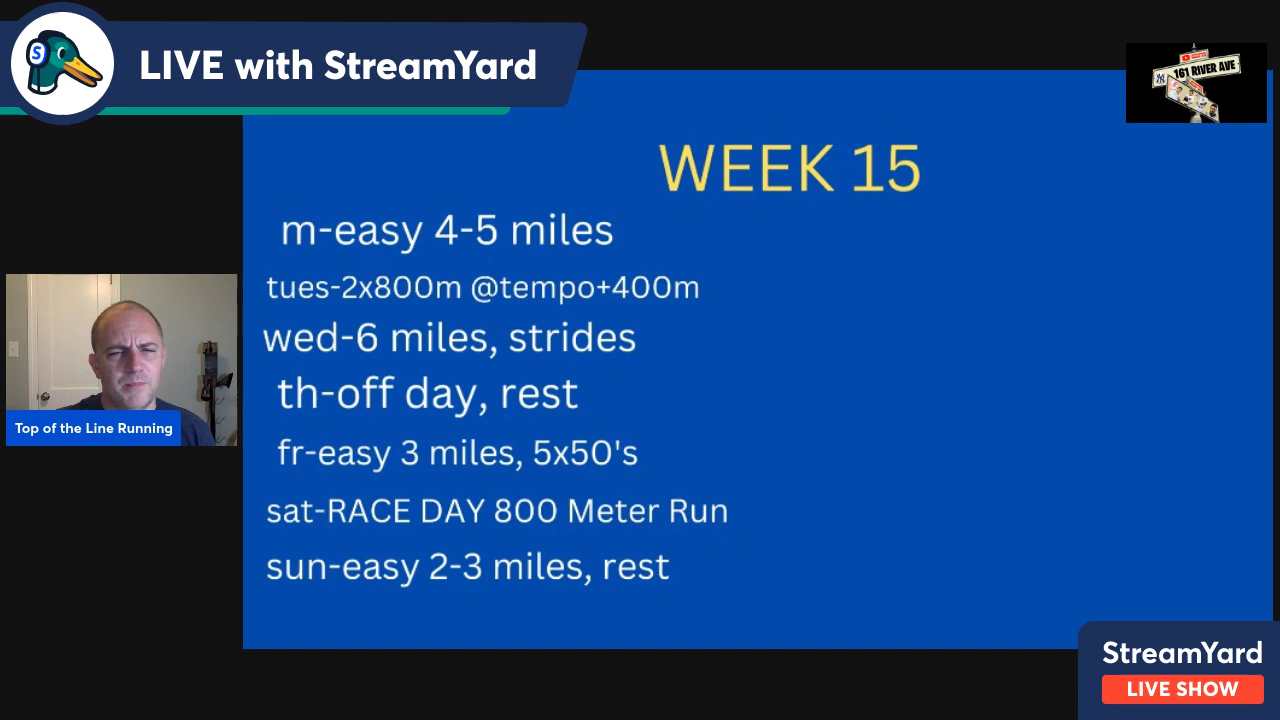 LIVE with StreamYard
161 RIVER AVE
WEEK 15
m-easy 4-5 miles
tues-2x800m @tempo+400m
wed-6 miles, strides
th-off day, rest
fr-easy 3 miles, 5x50's
sat-RACE DAY 800 Meter Run
sun-easy 2-3 miles, rest
Top of the Line Running
StreamYard
LIVE SHOW